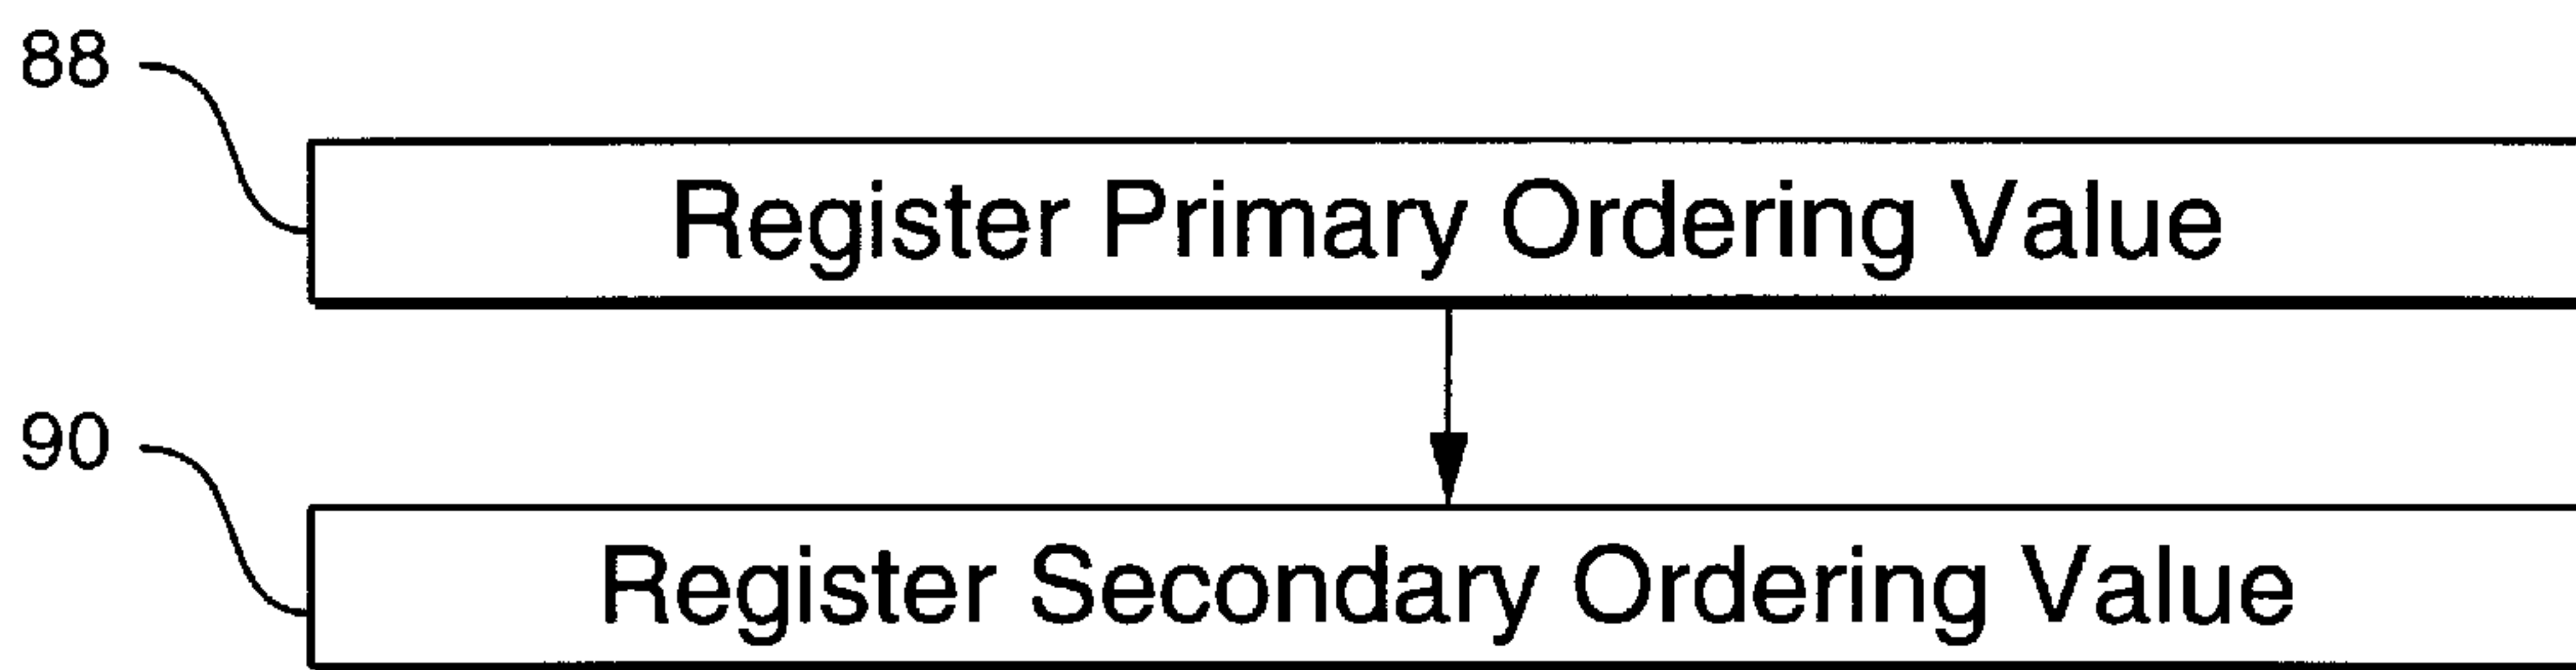 88
Register Primary Ordering Value
90
Register Secondary Ordering Value